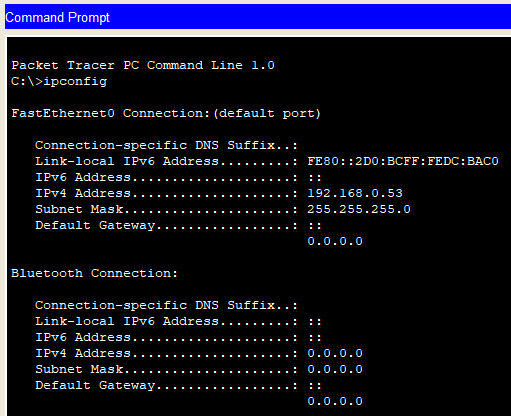 Command Prompt
Packet Tracer PC Command Line 1.0
C:\>ipconfig
FastEthernet0 Connection:(default port)
Connection-specific DNS Suffix..:
Link-local IPv6 Address.........: FE80::2D0:BCFF:FEDC:BAC0
IPv6 Address....................: ::
IPv4 Address....................: 192.168.0.53
Subnet Mask.....................: 255.255.255.0
Default Gateway.................: ::
0.0.0.0
Bluetooth Connection:
Connection-specific DNS Suffix..:
Link-local IPv6 Address.........: ::
IPv6 Address....................: ::
IPv4 Address....................: 0.0.0.0
Subnet Mask.....................: 0.0.0.0
Default Gateway.................: ::
0.0.0.0